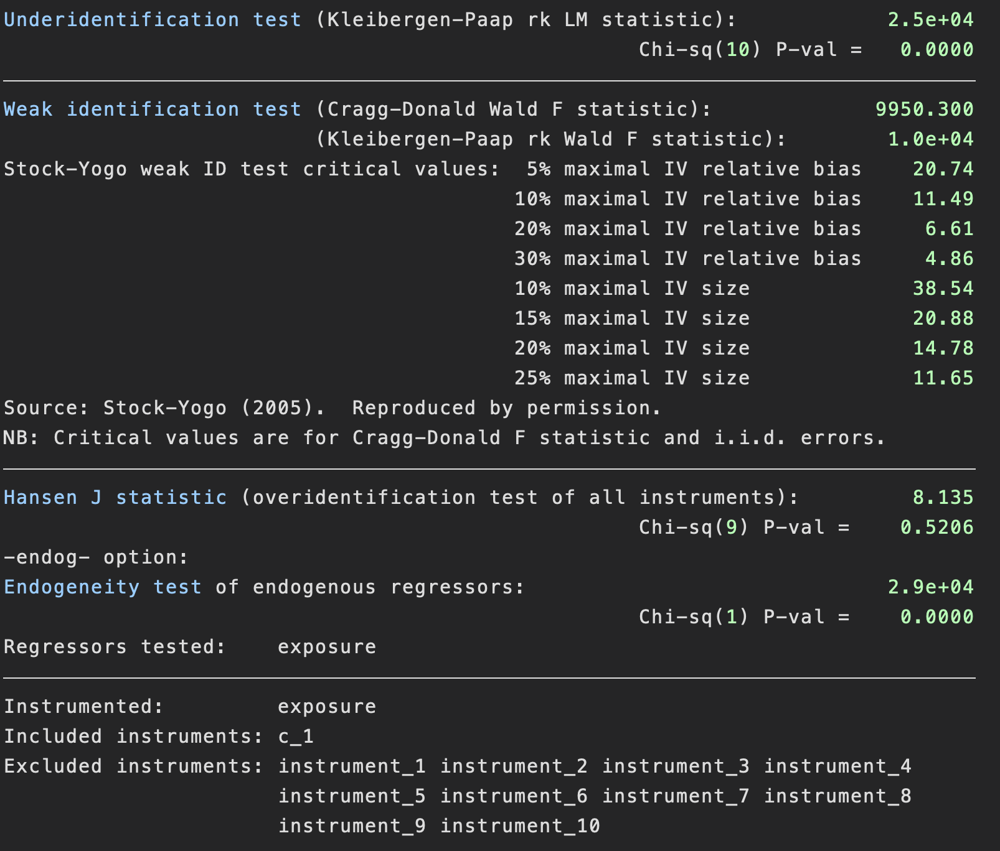 Underidentification test (Kleibergen-Paap rk LM statistic): 2.5e+04
Chi-sq(10) P-val = 0.0000
Weak identification test (Cragg-Donald Wald F statistic): 9950.300
(Kleibergen-Paap rk Wald F statistic): 1.0e+04
Stock-Yogo weak ID test critical values: 5% maximal IV relative bias 20.74
10% maximal IV relative bias 11.49
20% maximal IV relative bias 6.61
30% maximal IV relative bias 4.86
10% maximal IV size 38.54
15% maximal IV size 20.88
20% maximal IV size 14.78
25% maximal IV size 11.65
Source: Stock-Yogo (2005). Reproduced by permission.
NB: Critical values are for Cragg-Donald F statistic and i.i.d. errors.
Hansen J statistic (overidentification test of all instruments): 8.135
Chi-sq(9) P-val = 0.5206
-endog- option:
Endogeneity test of endogenous regressors: 2.9e+04
Chi-sq(1) P-val = 0.0000
Regressors tested: exposure
Instrumented: exposure
Included instruments: c_1
Excluded instruments: instrument_1 instrument_2 instrument_3 instrument_4
instrument_5 instrument_6 instrument_7 instrument_8
instrument_9 instrument_10